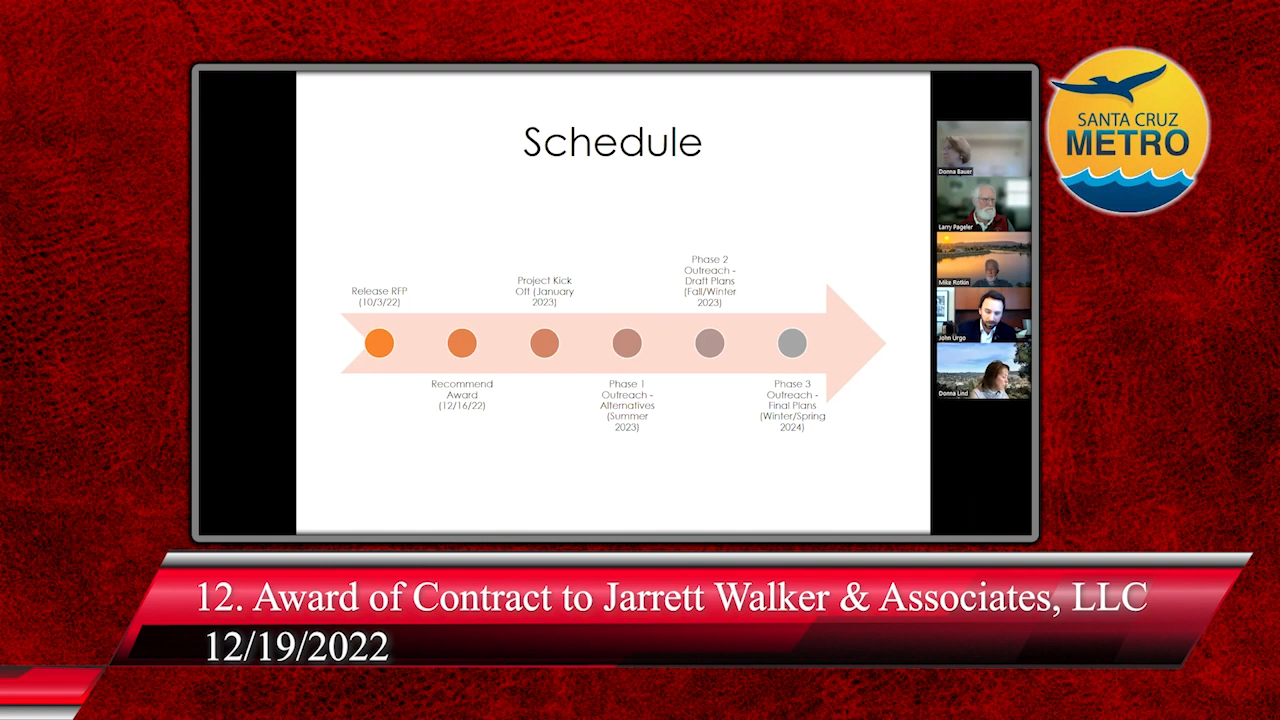 Schedule
Release RFP
(10/3/22)
Recommend
Award
(12/16/22)
Project Kick
Off (January
2023)
Phase 1
Outreach -
Alternatives
(Summer
2023)
Phase 2
Outreach -
Draft Plans
(Fall/Winter
2023)
Phase 3
Outreach -
Final Plans
(Winter/Spring
2024)
Donna Bauer
Larry Pageler
Mike Rotkin
John Urgo
Donna Lind
SANTA CRUZ
METRO
12. Award of Contract to Jarrett Walker & Associates, LLC
12/19/2022